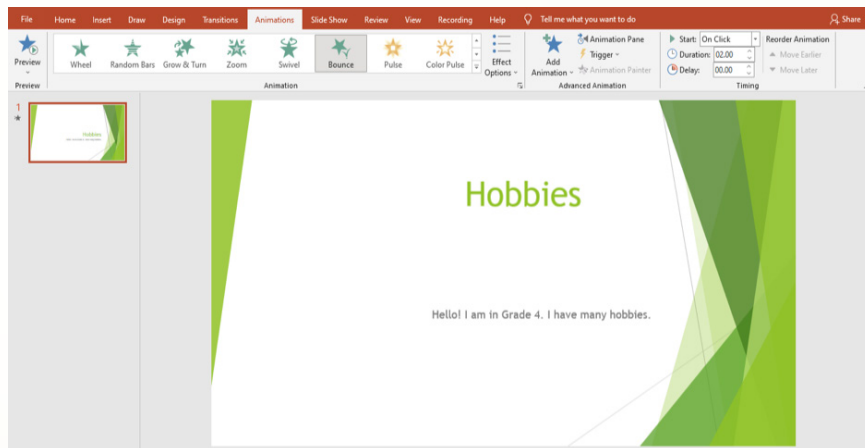 File Home Insert Draw Design Transitions Animations Slide Show Review View Recording Help Tell me what you want to do Share
Preview
Wheel Random Bars Grow & Turn Zoom Swivel Bounce Pulse Color Pulse
Effect Options
Add Animation
Animation Pane
Trigger
Animation Painter
Start: On Click
Duration: 02.00
Delay: 00.00
Reorder Animation
Move Earlier
Move Later
Preview Animation Advanced Animation Timing
1
Hobbies
Hobbies
Hello! I am in Grade 4. I have many hobbies.